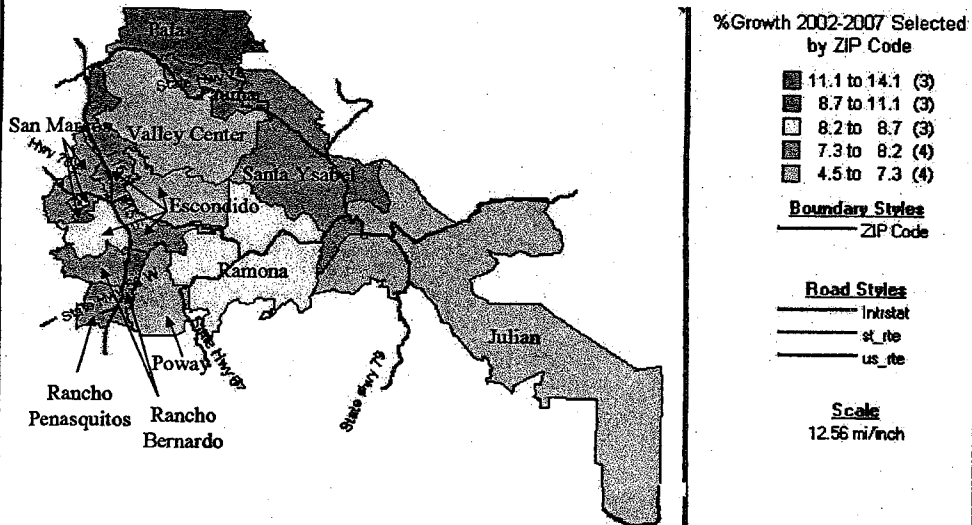 %Growth 2002-2007 Selected
by ZIP Code
11.1 to 14.1 (3)
8.7 to 11.1 (3)
8.2 to 8.7 (3)
7.3 to 8.2 (4)
4.5 to 7.3 (4)
Boundary Styles
ZIP Code
Road Styles
Intrstat
st_rte
us_rte
Scale
12.56 mi/inch
Pala
San Marcos
Valley Center
Hwy 78
Santa Ysabel
Escondido
Ramona
Julian
Poway
State Hwy 67
State Hwy 79
Rancho
Penasquitos
Rancho
Bernardo